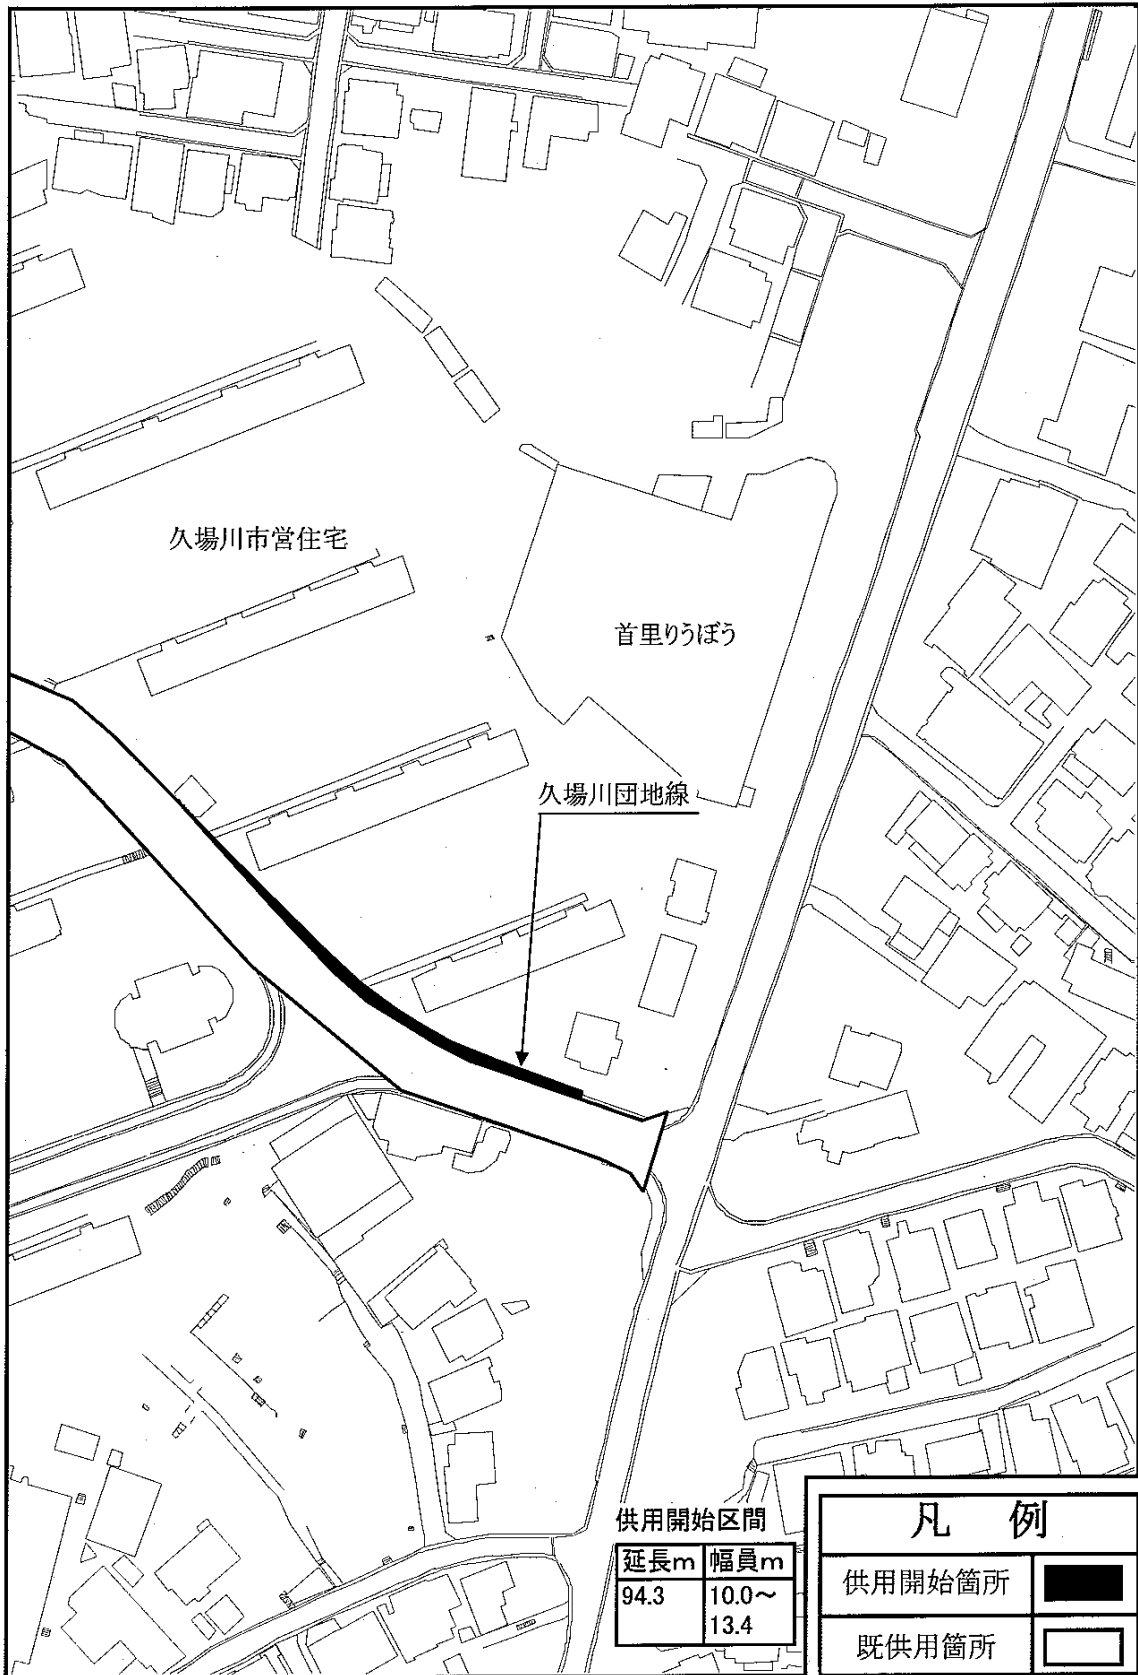 久場川市営住宅
首里りうぼう
久場川団地線
供用開始区間
延長m 幅員m
94.3 10.0～
13.4
凡 例
供用開始箇所
既供用箇所